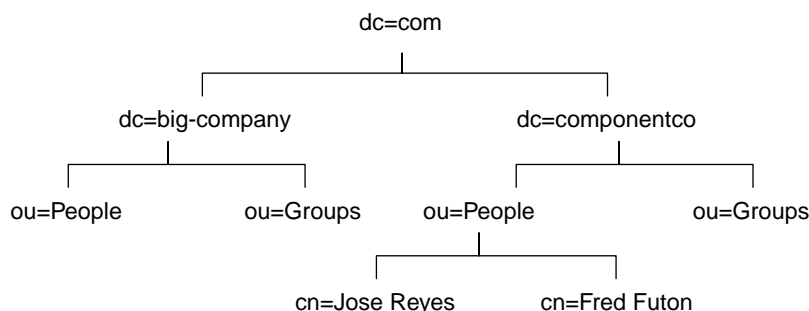 dc=com
dc=big-company dc=componentco
ou=People ou=Groups ou=People ou=Groups
cn=Jose Reyes cn=Fred Futon